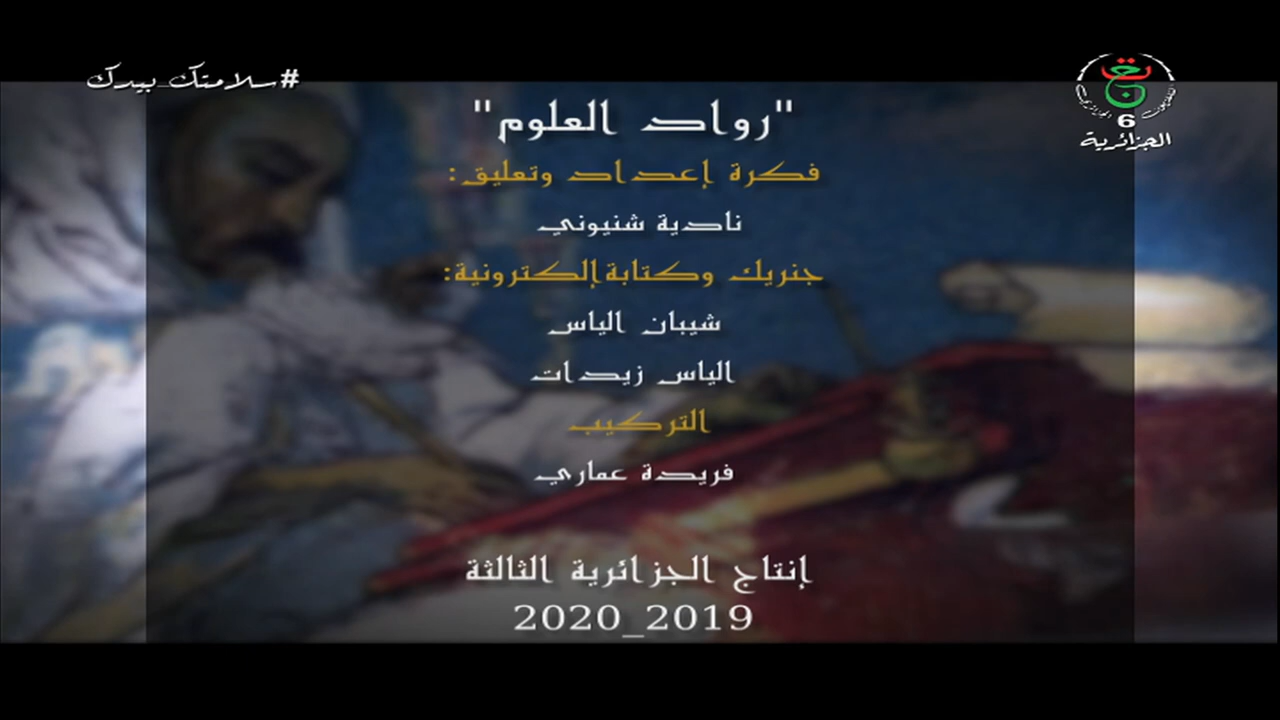 #سلامتك_بيدك
6
الجزائرية
"رواد العلوم"
فكرة إعداد وتعليق:
نادية شنيوني
جنريك وكتابة إلكترونية:
شيبان الياس
الياس زيدات
التركيب
فريدة عماري
إنتاج الجزائرية الثالثة
2020_2019